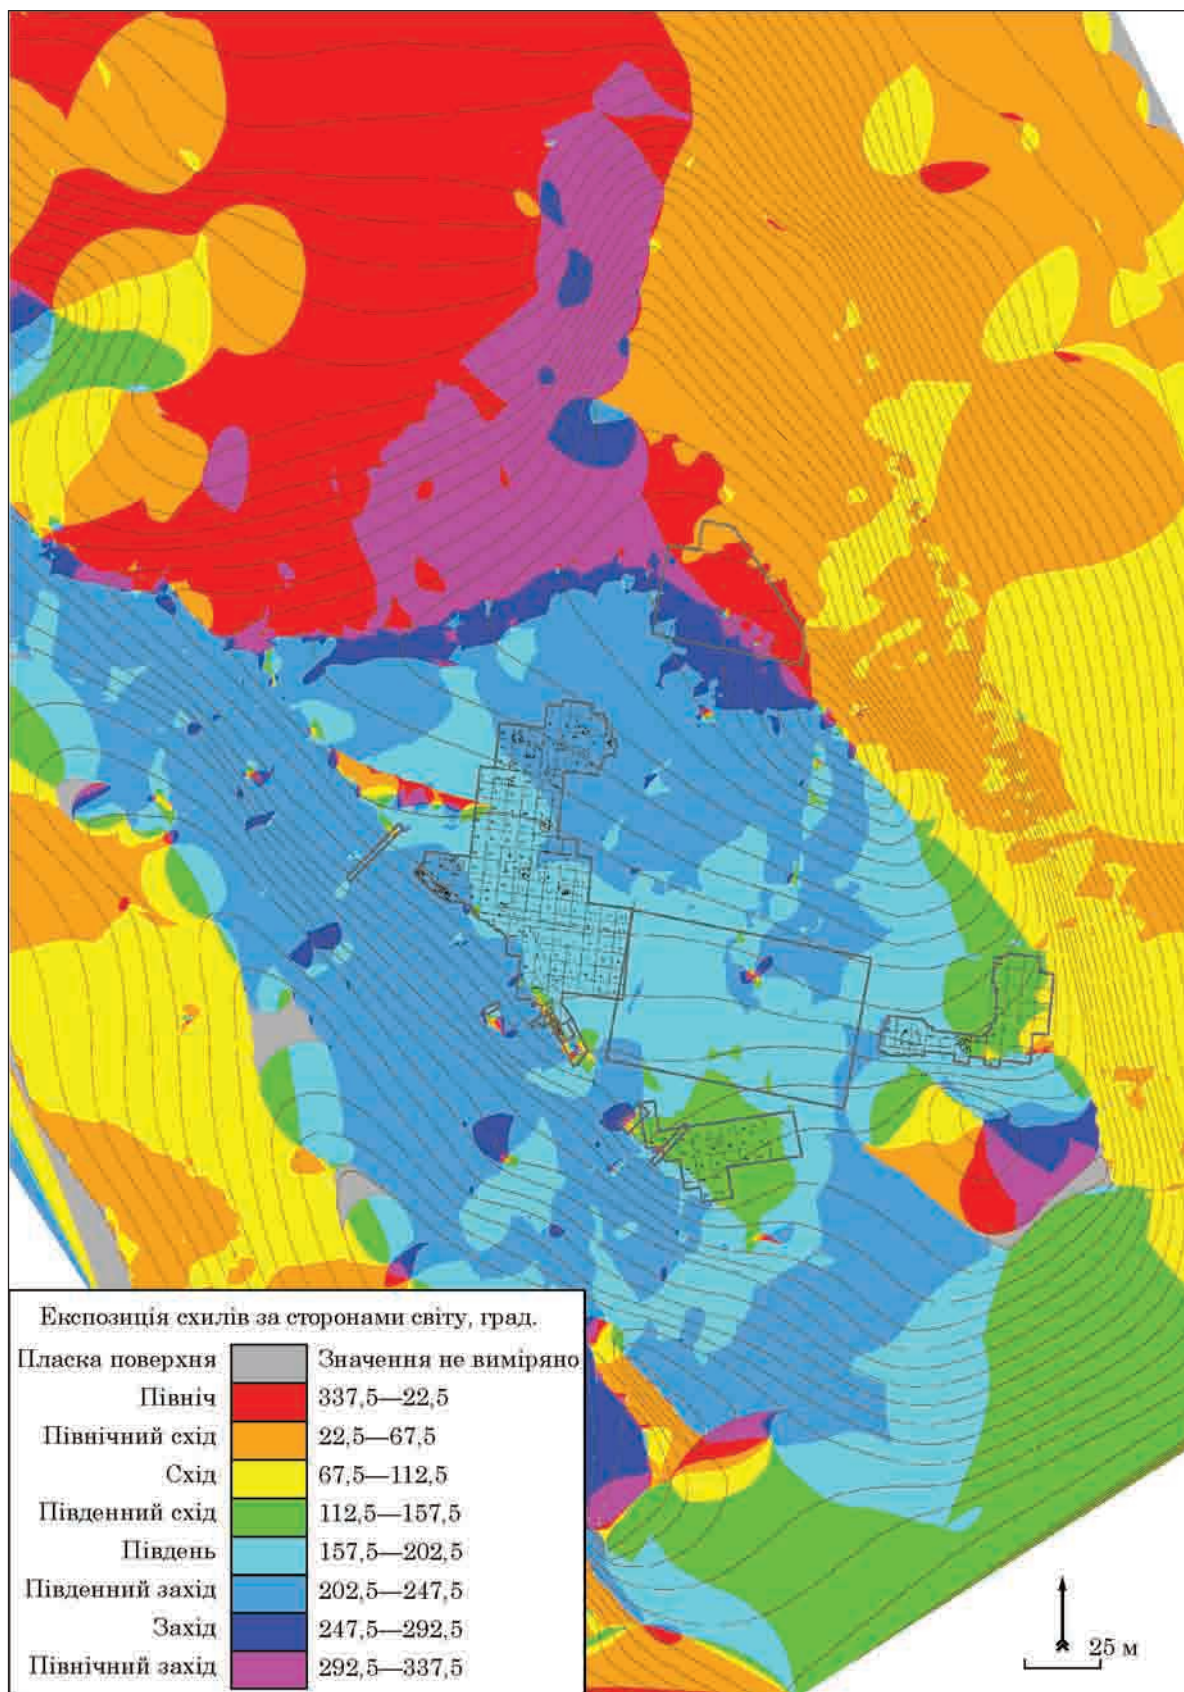 Експозиція схилів за сторонами світу, град.
Пласка поверхня Значення не виміряно
Північ 337,5—22,5
Північний схід 22,5—67,5
Схід 67,5—112,5
Південний схід 112,5—157,5
Південь 157,5—202,5
Південний захід 202,5—247,5
Захід 247,5—292,5
Північний захід 292,5—337,5
25 м